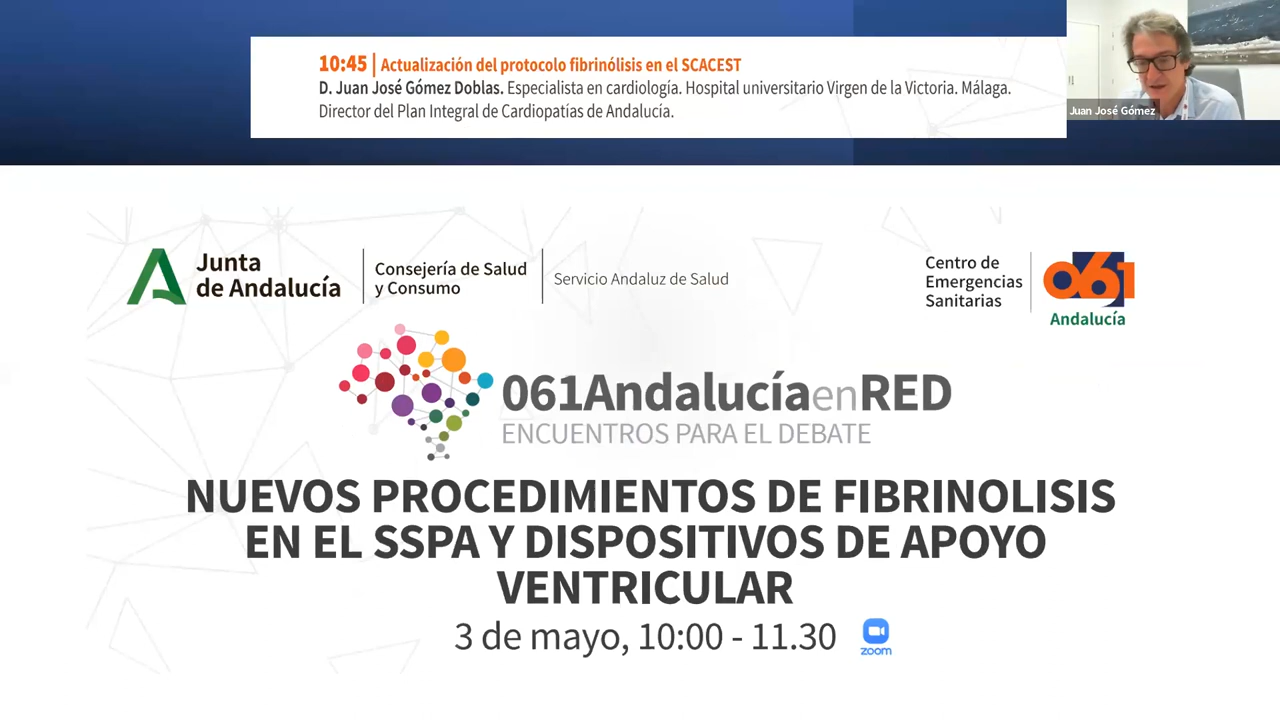 10:45 | Actualización del protocolo fibrinólisis en el SCACEST
D. Juan José Gómez Doblas. Especialista en cardiología. Hospital universitario Virgen de la Victoria. Málaga.
Director del Plan Integral de Cardiopatías de Andalucía.
Juan José Gómez
Junta
de Andalucía
Consejería de Salud
y Consumo
Servicio Andaluz de Salud
Centro de
Emergencias
Sanitarias
061
Andalucía
061AndalucíaenRED
ENCUENTROS PARA EL DEBATE
NUEVOS PROCEDIMIENTOS DE FIBRINOLISIS
EN EL SSPA Y DISPOSITIVOS DE APOYO
VENTRICULAR
3 de mayo, 10:00 - 11.30
zoom